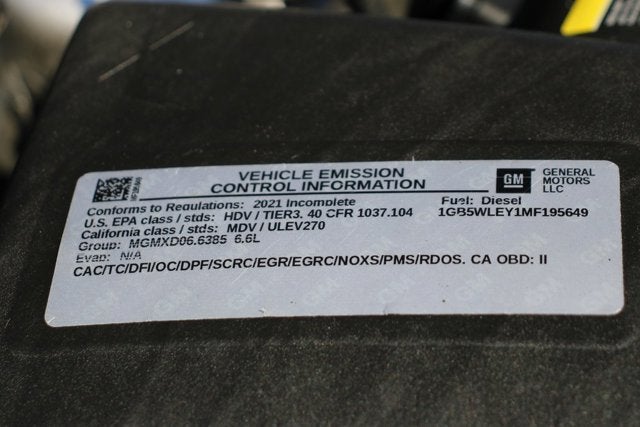 VEHICLE EMISSION
CONTROL INFORMATION
GM GENERAL MOTORS LLC
Conforms to Regulations: 2021 Incomplete
Fuel: Diesel
U.S. EPA class / stds: HDV / TIER3. 40 CFR 1037.104
1GB5WLEY1MF195649
California class / stds: MDV / ULEV270
Group: MGMXD06.6385 6.6L
Evap: N/A
CAC/TC/DFI/OC/DPF/SCRC/EGR/EGRC/NOXS/PMS/RDOS. CA OBD: II